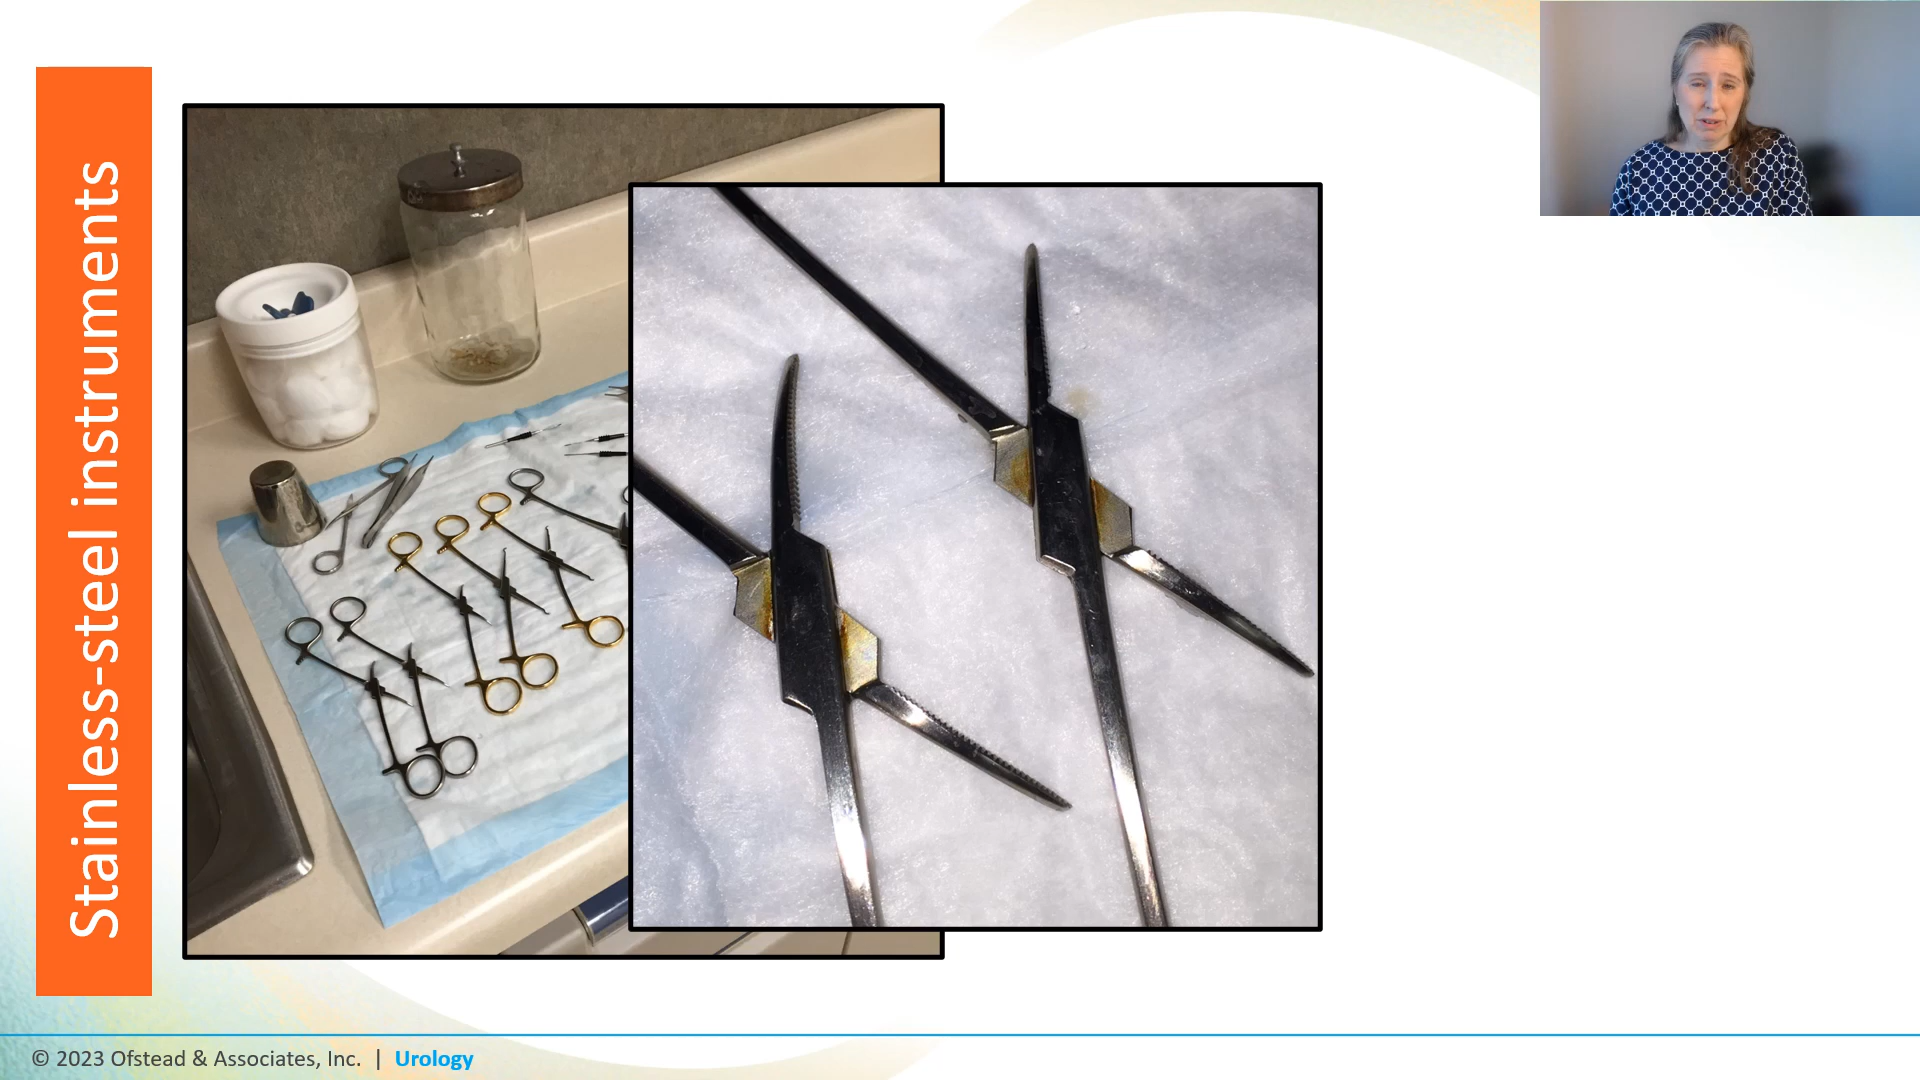 Stainless-steel instruments
© 2023 Ofstead & Associates, Inc. | Urology